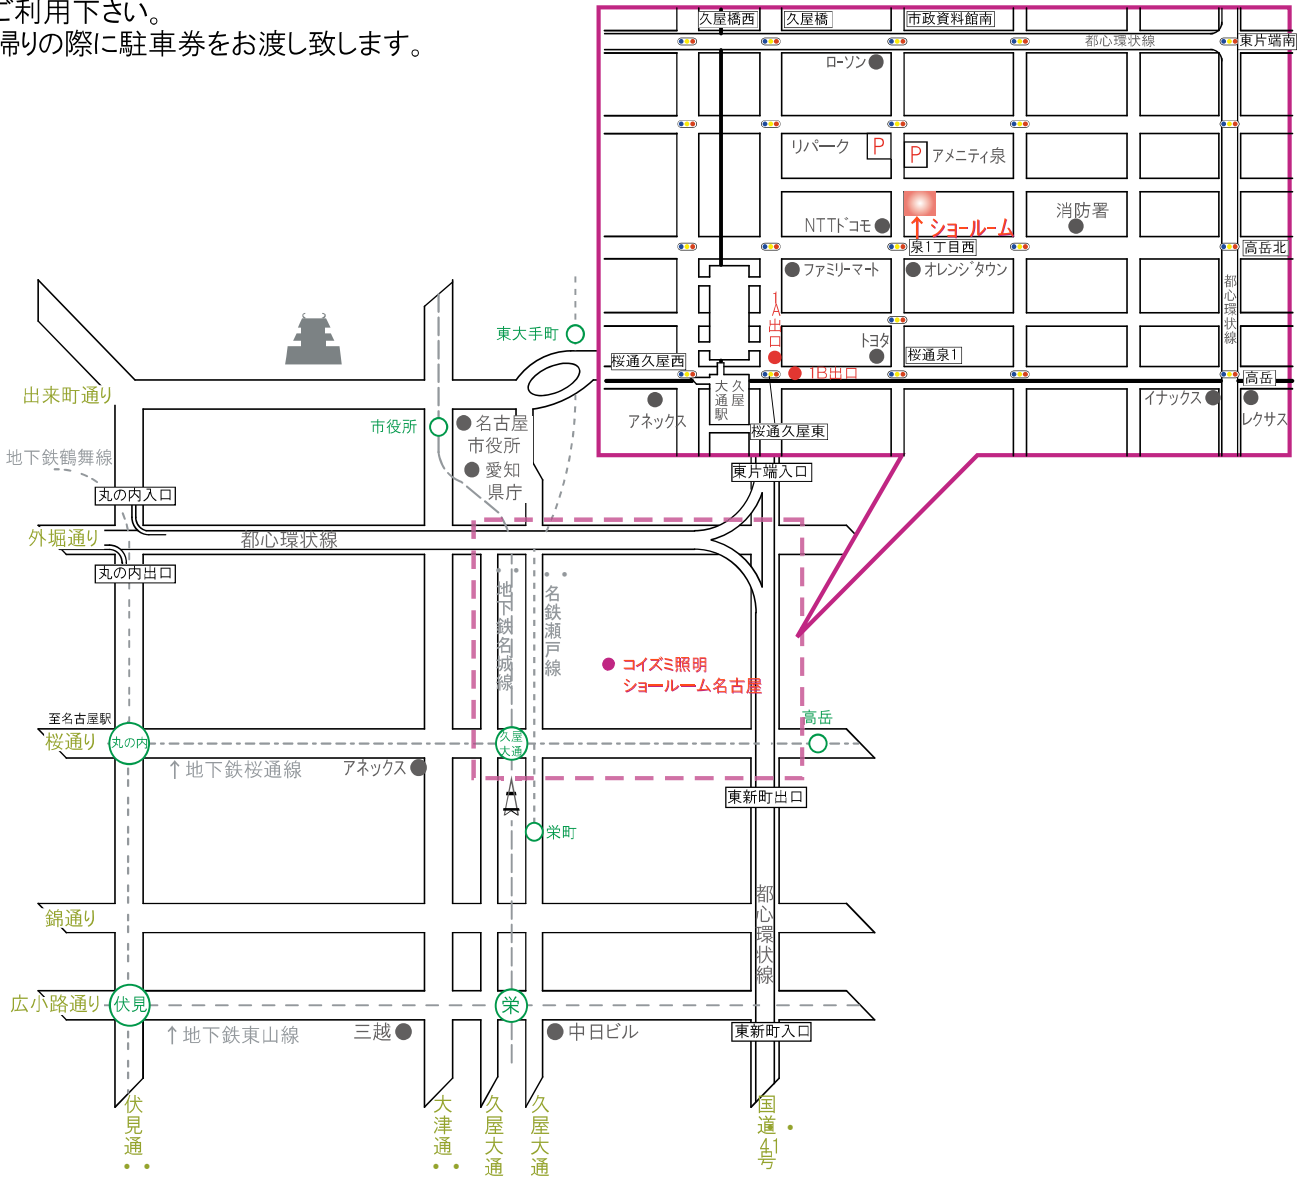 ご利用下さい。
帰りの際に駐車券をお渡し致します。
久屋橋西
久屋橋
市政資料館南
都心環状線
東片端南
ローソン
リパーク
P
P
アメニティ泉
NTTドコモ
↑ ショールーム
消防署
泉1丁目西
高岳北
ファミリーマート
オレンジタウン
都心環状線
1A出口
トヨタ
桜通久屋西
桜通泉1
1B出口
高岳
久屋大通駅
アネックス
イナックス
レクサス
桜通久屋東
東大手町
出来町通り
市役所
名古屋
市役所
愛知
県庁
地下鉄鶴舞線
丸の内入口
東片端入口
外堀通り
都心環状線
丸の内出口
地下鉄名城線
名鉄瀬戸線
コイズミ照明
ショールーム名古屋
至名古屋駅
高岳
桜通り
丸の内
久屋
大通
↑地下鉄桜通線
アネックス
東新町出口
栄町
都心環状線
錦通り
広小路通り
伏見
栄
↑地下鉄東山線
三越
中日ビル
東新町入口
伏見通
大津通
久屋大通
久屋大通
国道41号